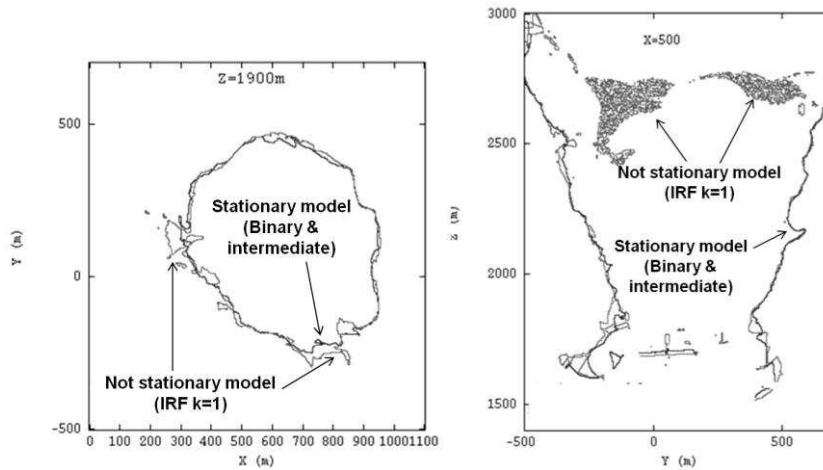 Z=1900m
500
0
-500
Y (m)
Stationary model
(Binary &
intermediate)
Not stationary model
(IRF k=1)
0 100 200 300 400 500 600 700 800 900 1000 1100
X (m)
X=500
3000
2500
2000
1500
Z (m)
Not stationary model
(IRF k=1)
Stationary model
(Binary &
intermediate)
-500 0 500
Y (m)